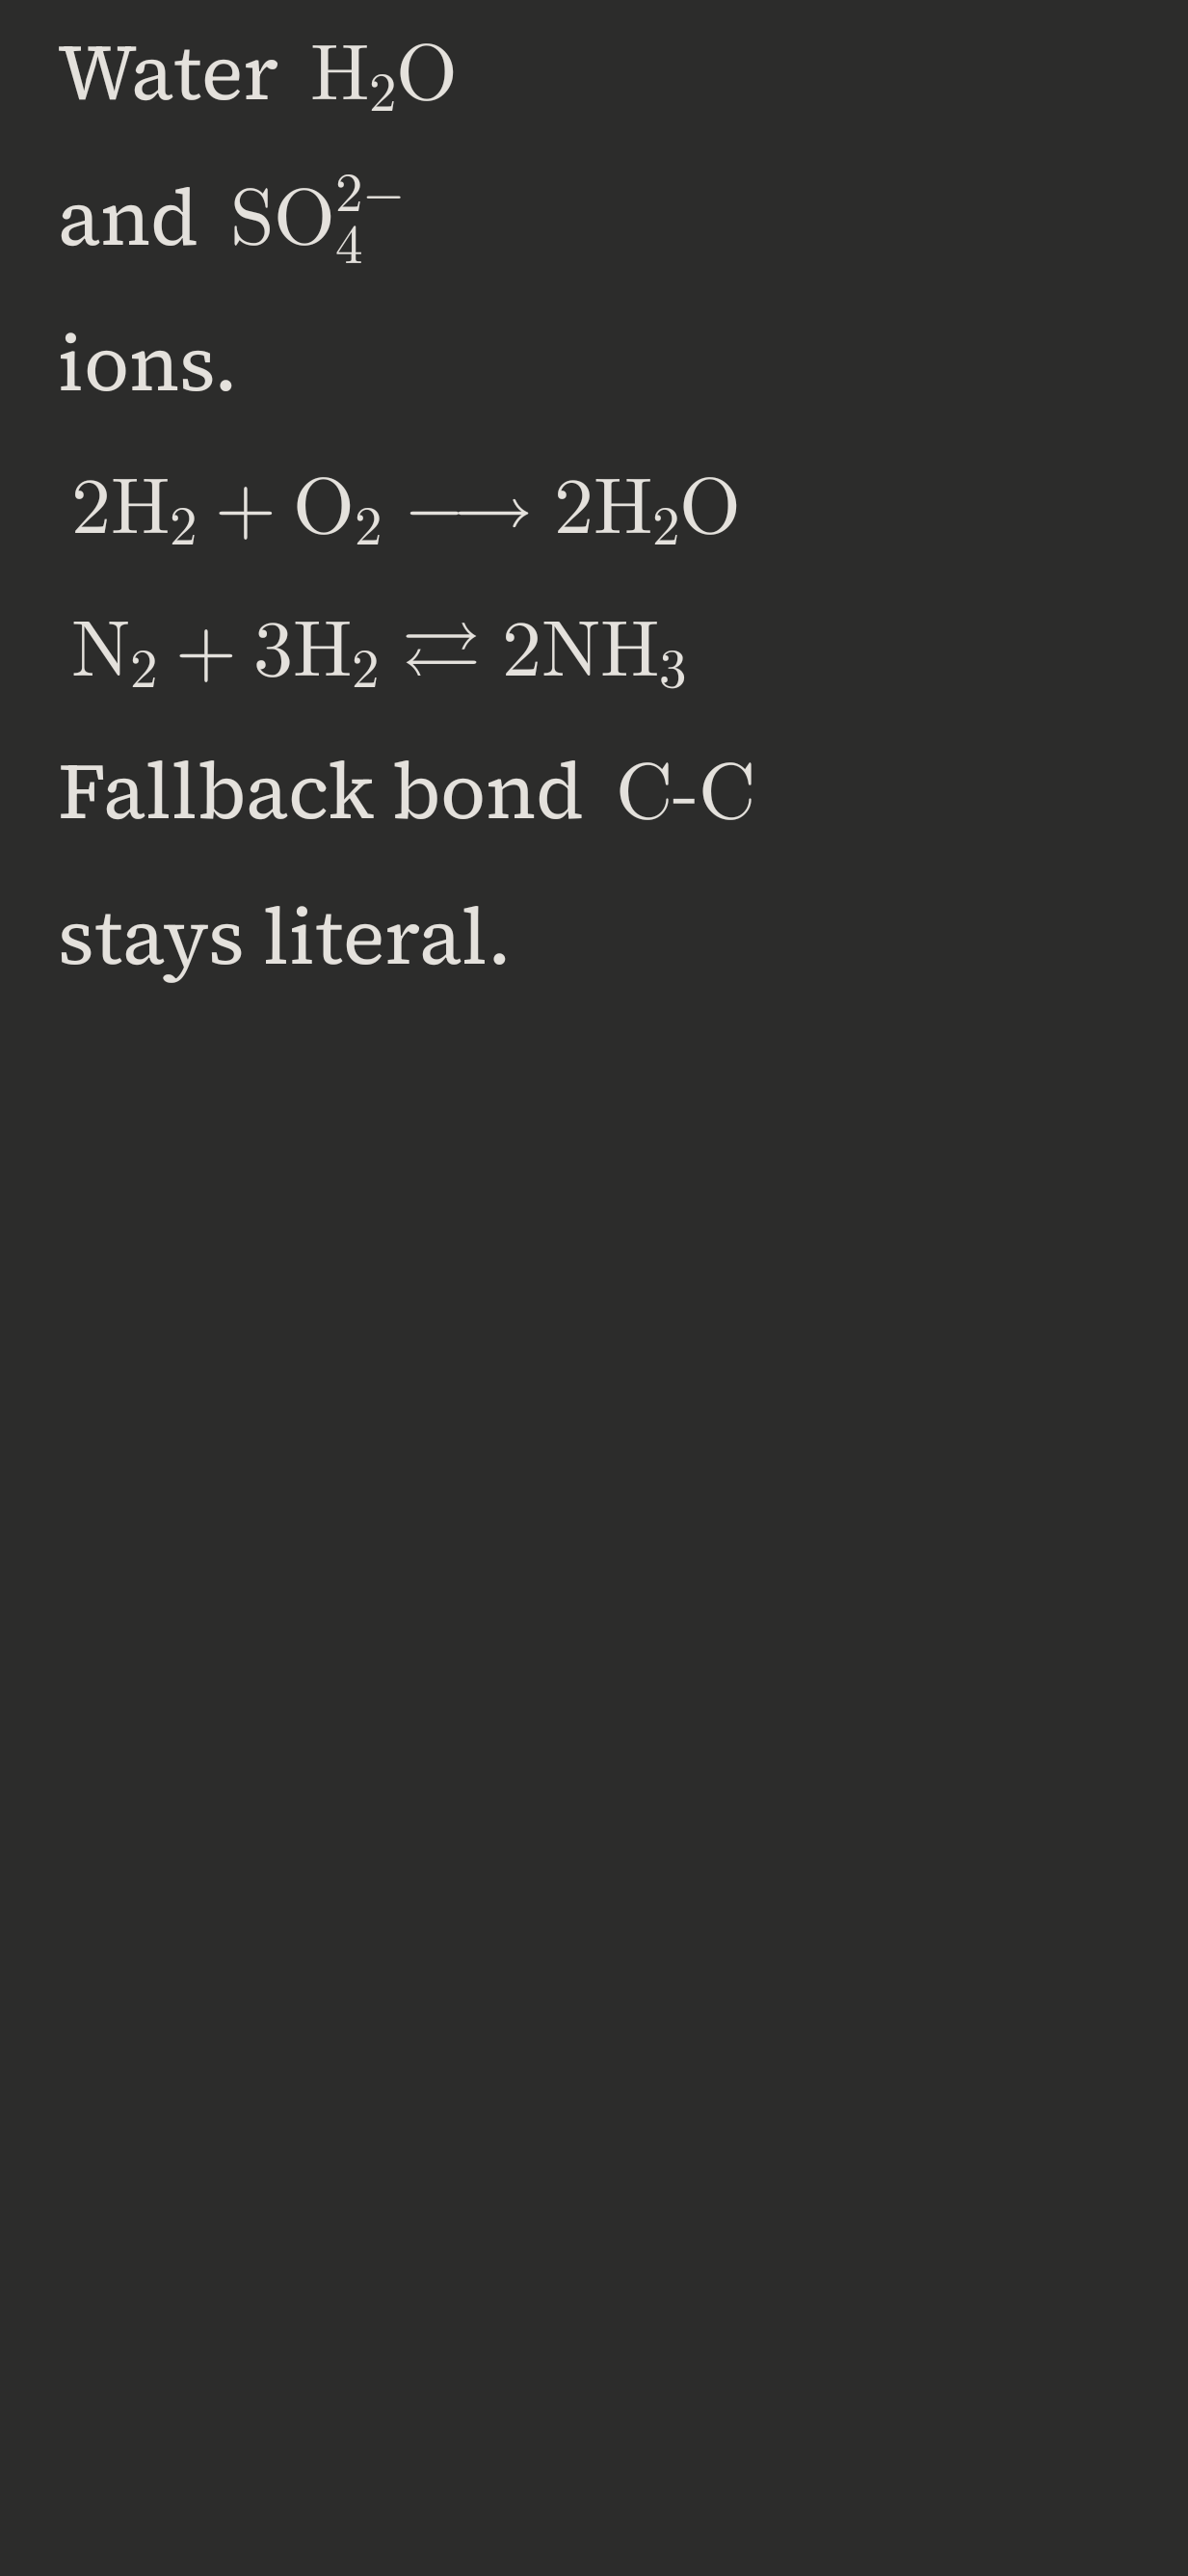 Water H₂O
and SO₄²⁻
ions.
2H₂ + O₂ ⟶ 2H₂O
N₂ + 3H₂ ⇄ 2NH₃
Fallback bond C-C
stays literal.